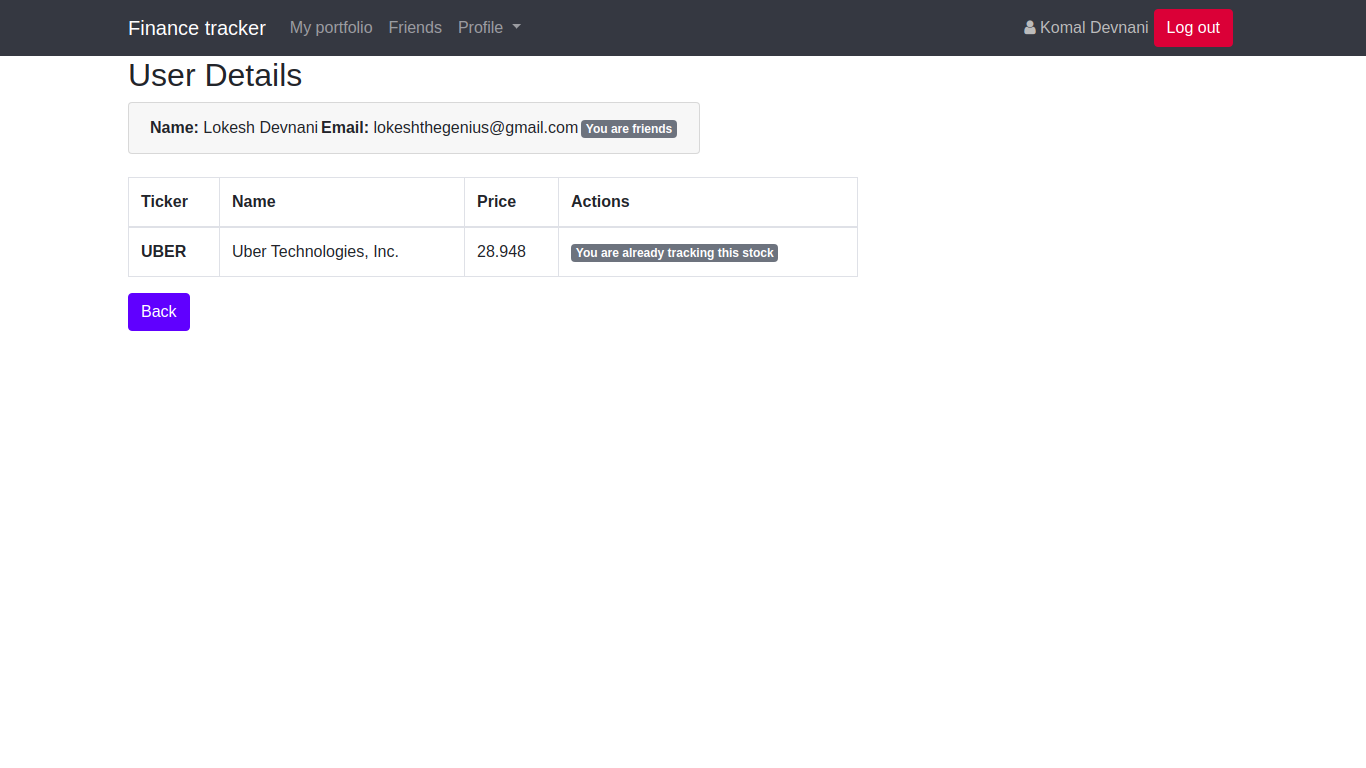 Finance tracker My portfolio Friends Profile Komal Devnani Log out
User Details
Name: Lokesh Devnani Email: lokeshthegenius@gmail.com You are friends
Ticker Name Price Actions
UBER Uber Technologies, Inc. 28.948 You are already tracking this stock
Back